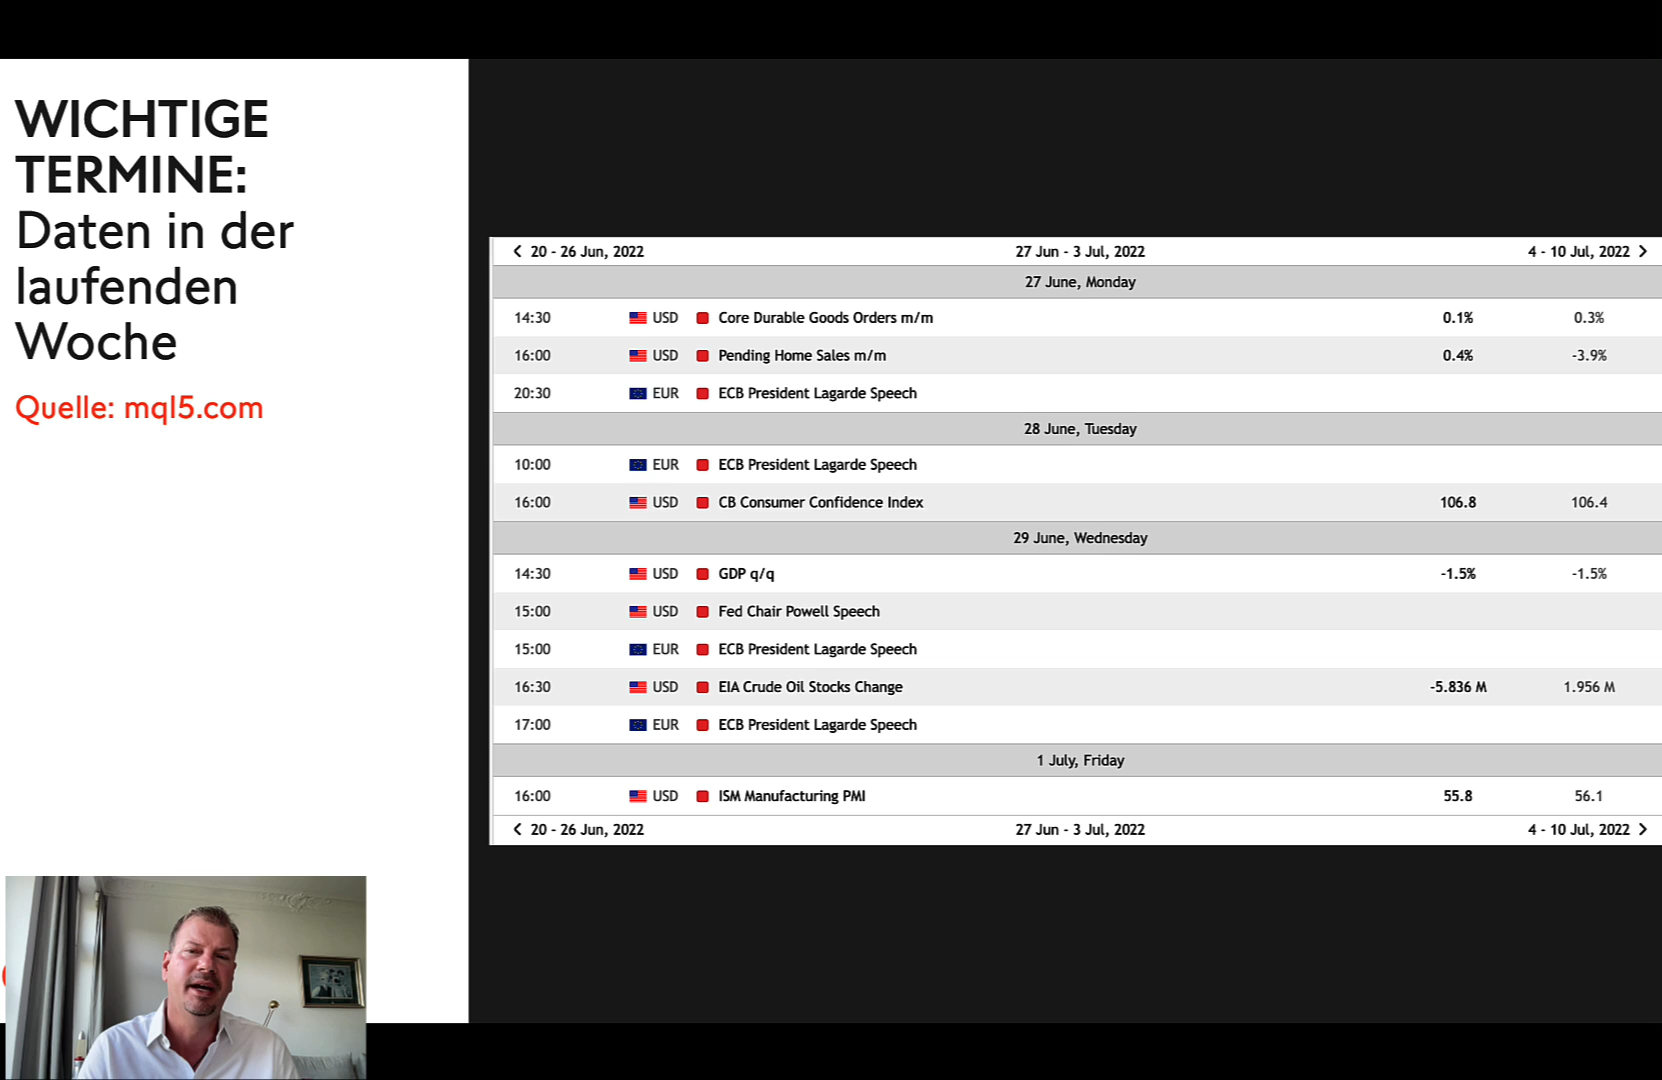 WICHTIGE
TERMINE:
Daten in der
laufenden
Woche
Quelle: mql5.com
20 - 26 Jun, 2022 27 Jun - 3 Jul, 2022 4 - 10 Jul, 2022
27 June, Monday
14:30 USD Core Durable Goods Orders m/m 0.1% 0.3%
16:00 USD Pending Home Sales m/m 0.4% -3.9%
20:30 EUR ECB President Lagarde Speech
28 June, Tuesday
10:00 EUR ECB President Lagarde Speech
16:00 USD CB Consumer Confidence Index 106.8 106.4
29 June, Wednesday
14:30 USD GDP q/q -1.5% -1.5%
15:00 USD Fed Chair Powell Speech
15:00 EUR ECB President Lagarde Speech
16:30 USD EIA Crude Oil Stocks Change -5.836 M 1.956 M
17:00 EUR ECB President Lagarde Speech
1 July, Friday
16:00 USD ISM Manufacturing PMI 55.8 56.1
20 - 26 Jun, 2022 27 Jun - 3 Jul, 2022 4 - 10 Jul, 2022